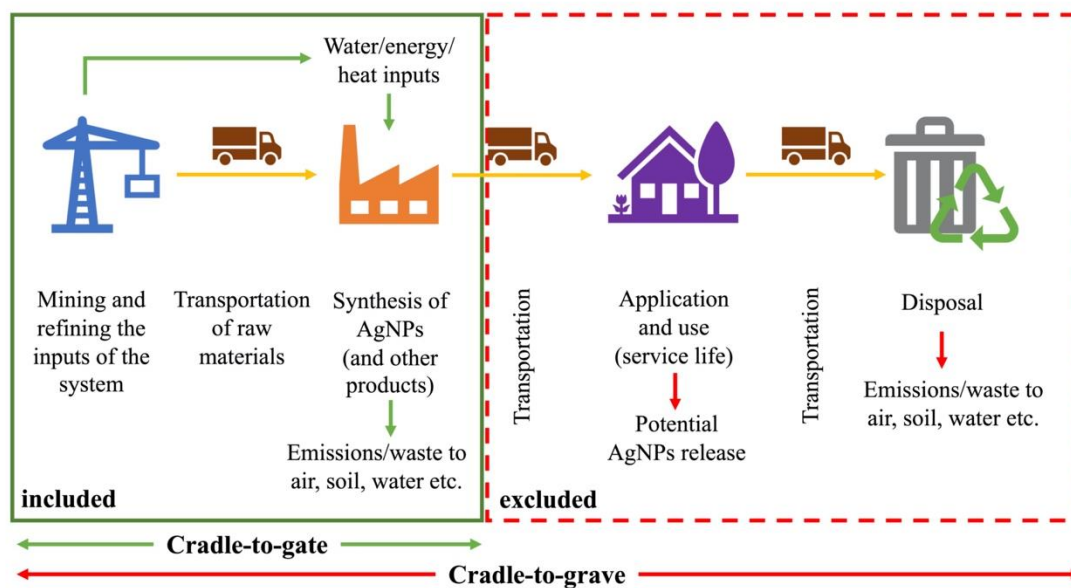 Water/energy/
heat inputs
Mining and
refining the
inputs of the
system
Transportation
of raw
materials
Synthesis of
AgNPs
(and other
products)
Emissions/waste to
air, soil, water etc.
included
Transportation
Application
and use
(service life)
Potential
AgNPs release
Transportation
Disposal
Emissions/waste to
air, soil, water etc.
excluded
Cradle-to-gate
Cradle-to-grave